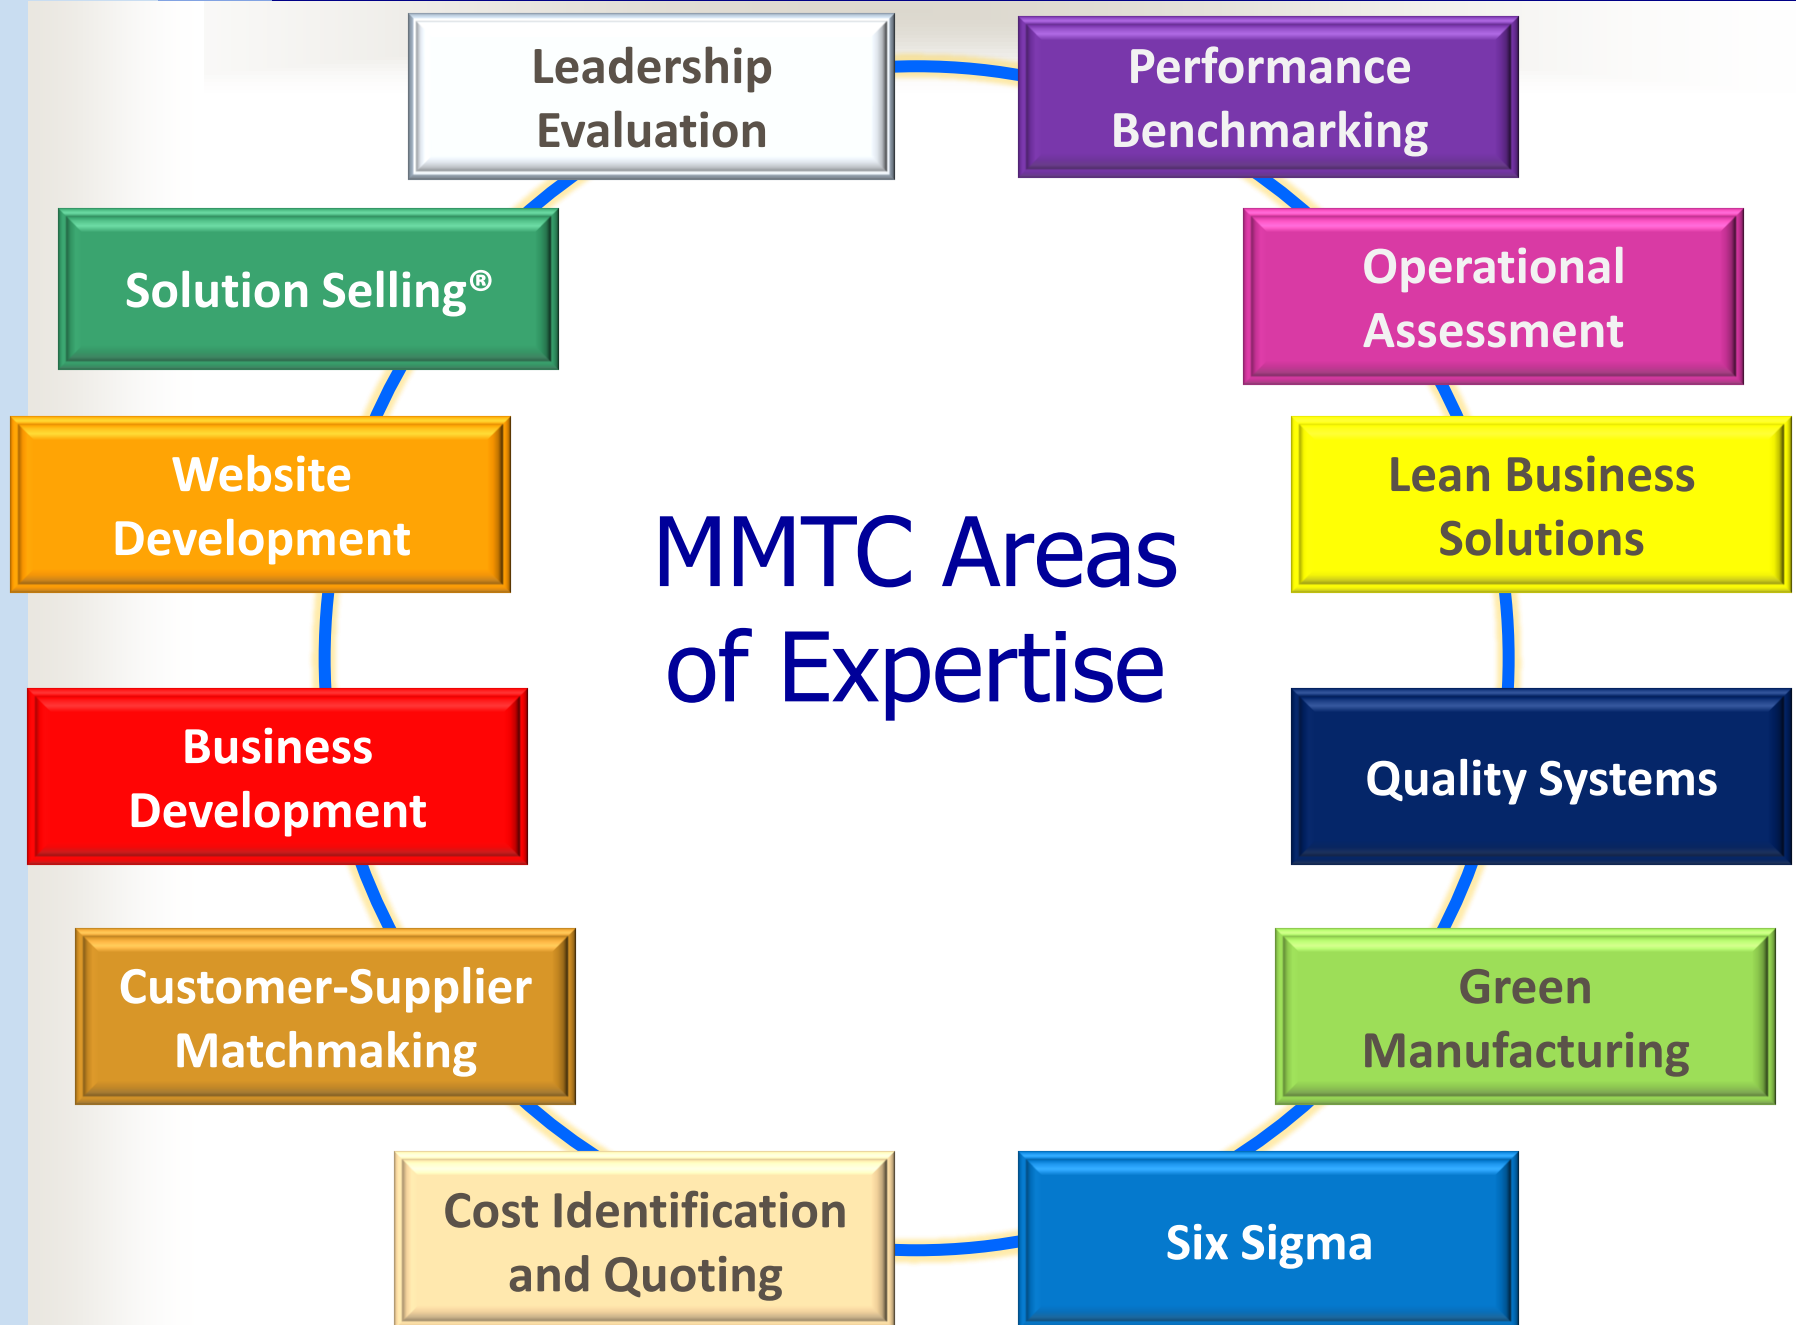 Leadership
Evaluation
Performance
Benchmarking
Solution Selling®
Operational
Assessment
Website
Development
Lean Business
Solutions
MMTC Areas
of Expertise
Business
Development
Quality Systems
Customer-Supplier
Matchmaking
Green
Manufacturing
Cost Identification
and Quoting
Six Sigma